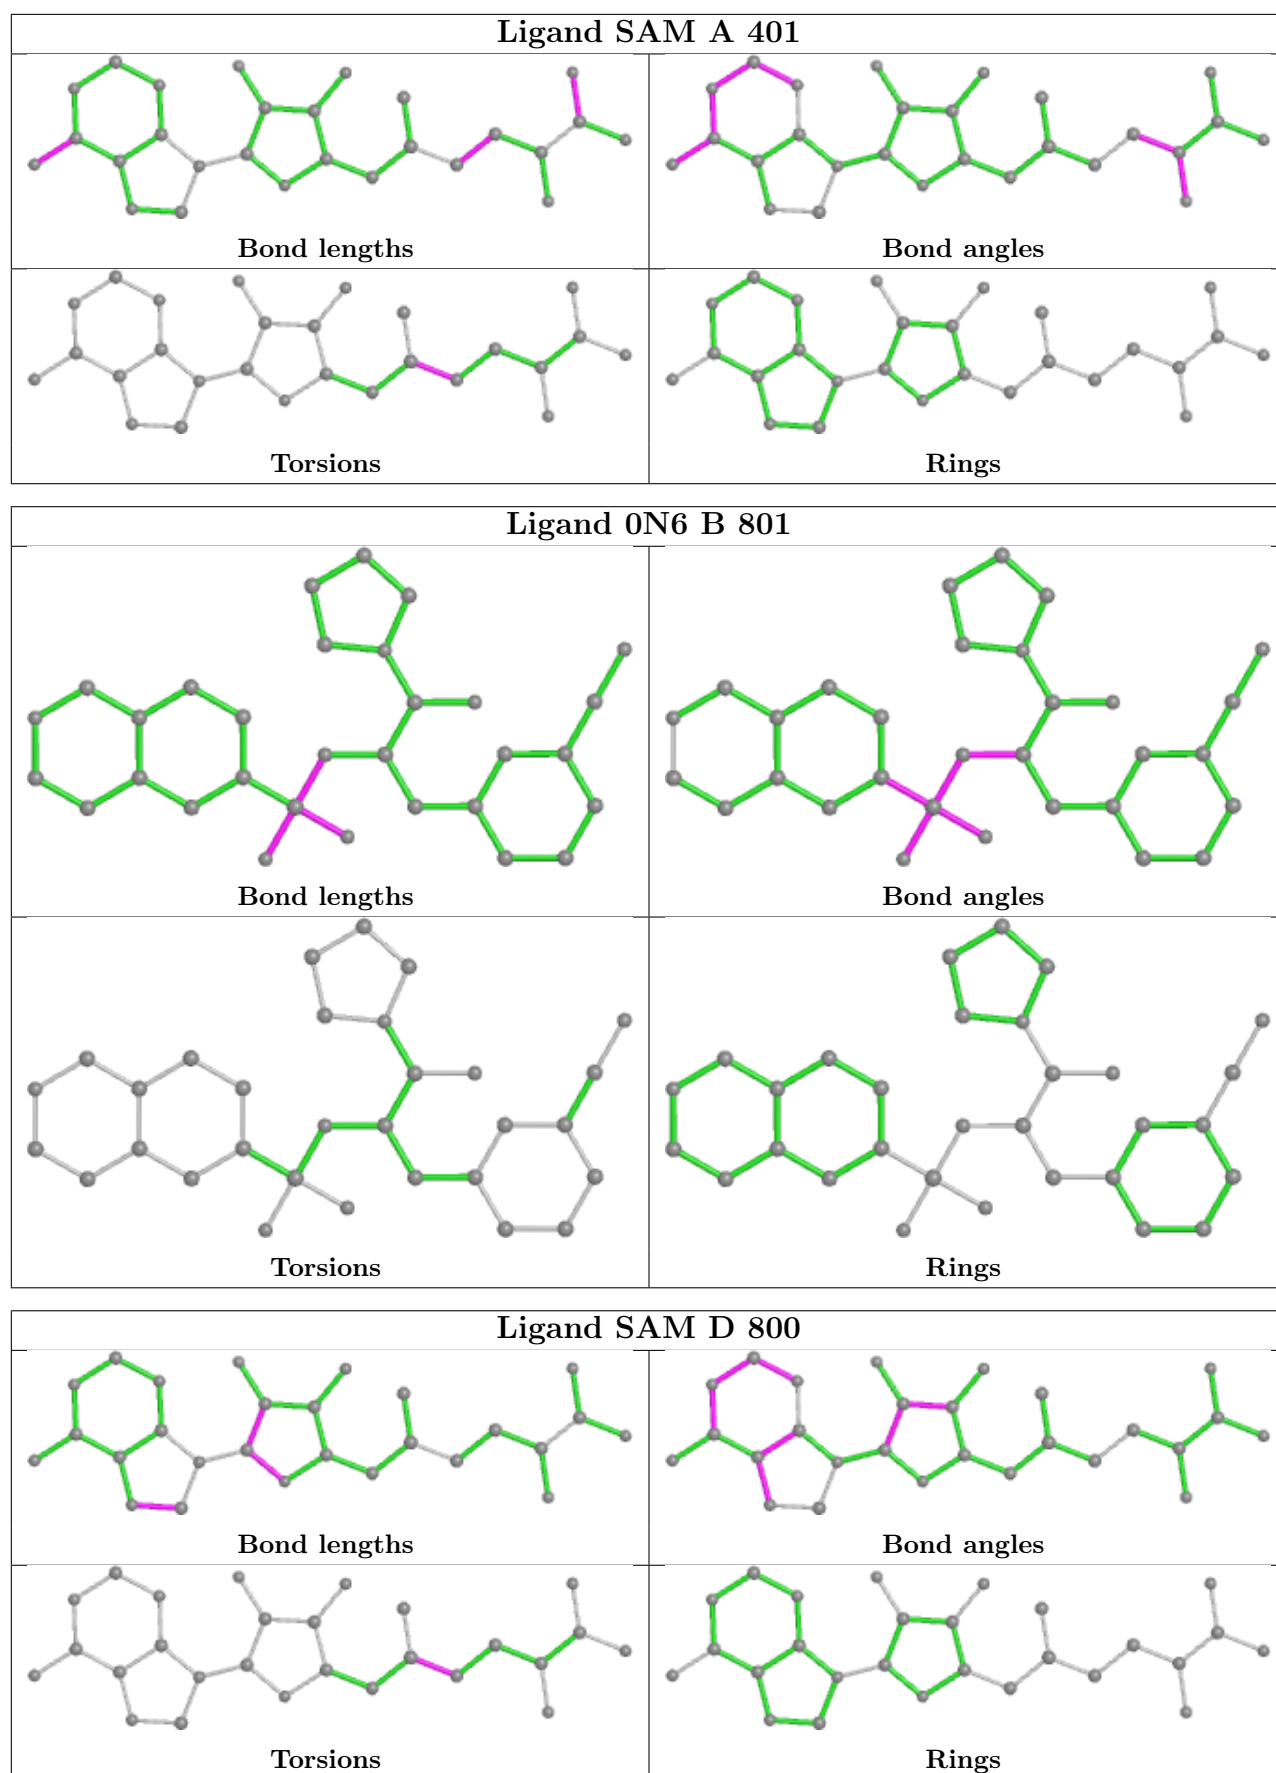 Ligand SAM A 401
Bond lengths
Bond angles
Torsions
Rings
Ligand 0N6 B 801
Bond lengths
Bond angles
Torsions
Rings
Ligand SAM D 800
Bond lengths
Bond angles
Torsions
Rings